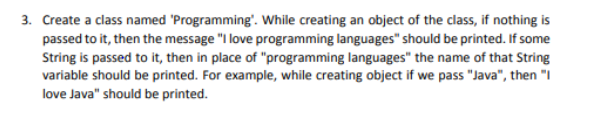 3. Create a class named 'Programming'. While creating an object of the class, if nothing is
passed to it, then the message "I love programming languages" should be printed. If some
String is passed to it, then in place of "programming languages" the name of that String
variable should be printed. For example, while creating object if we pass "Java", then "I
love Java" should be printed.